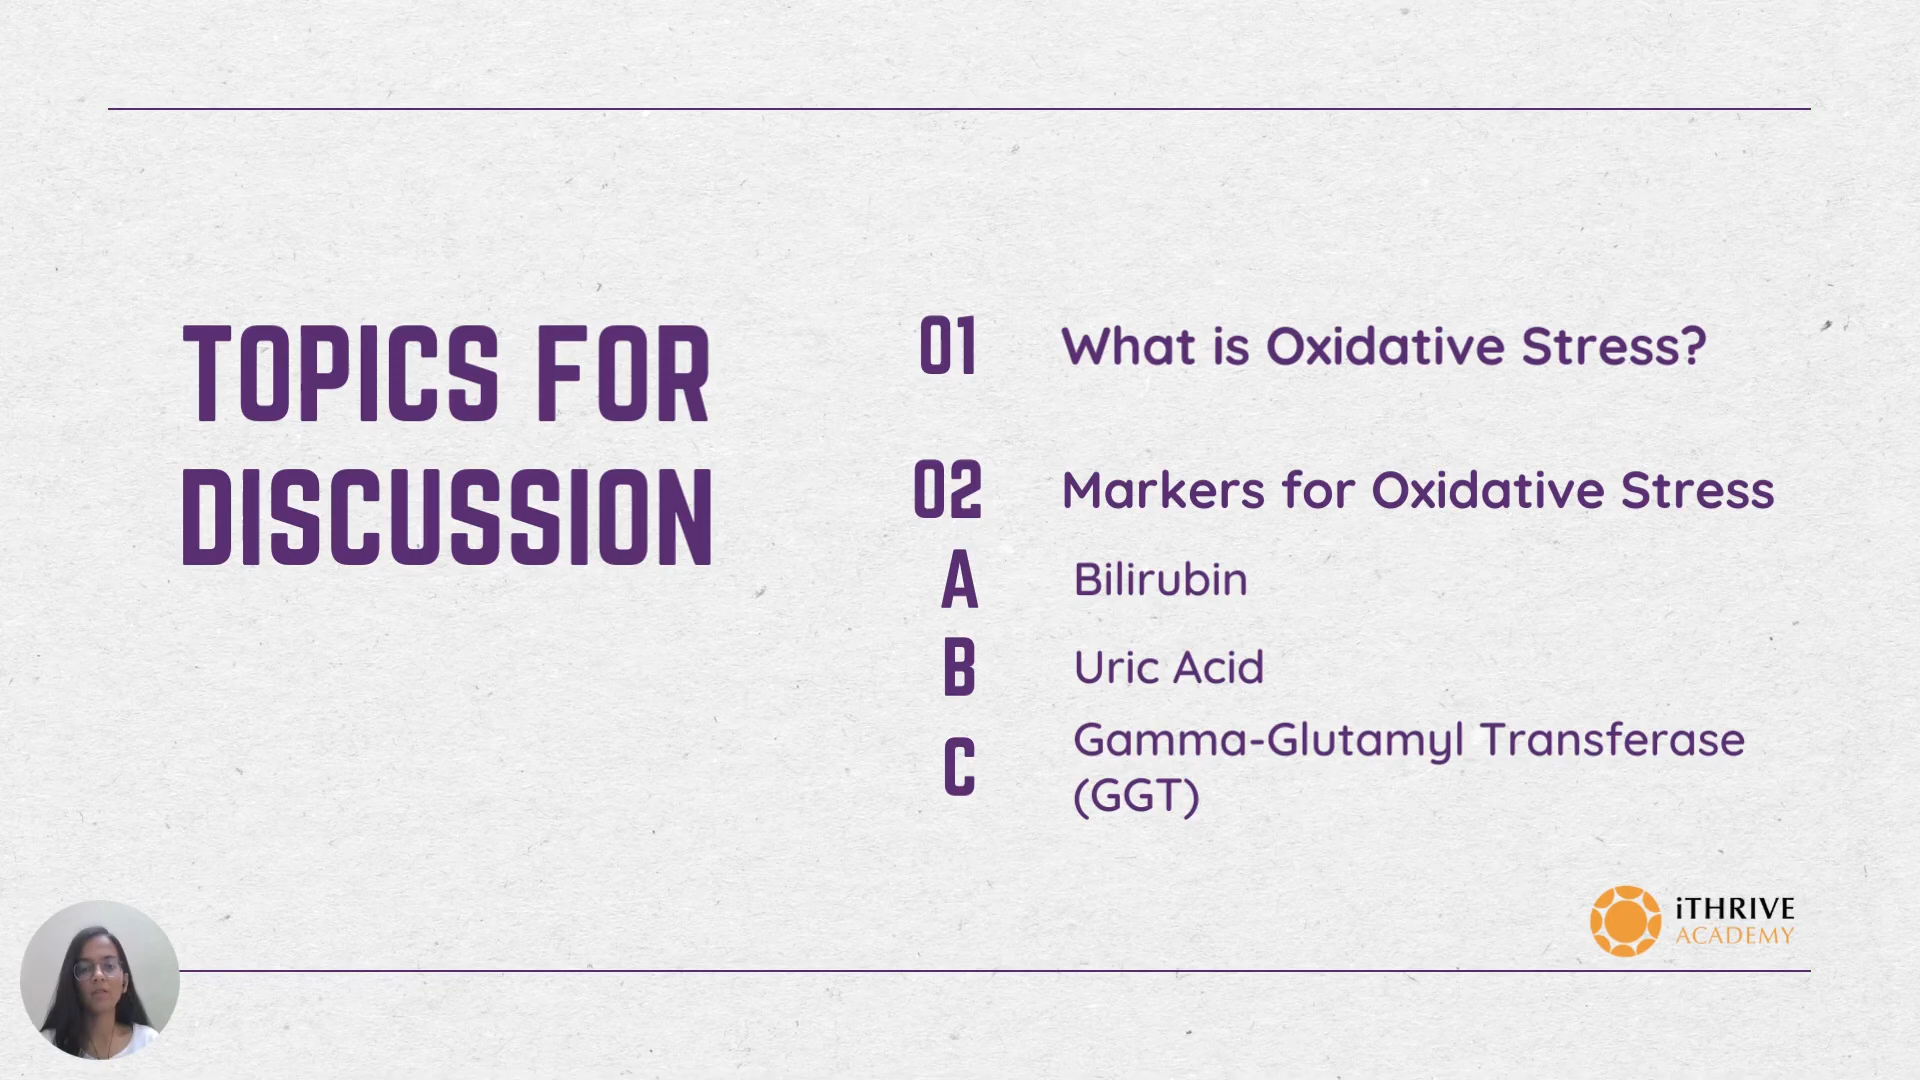 TOPICS FOR
DISCUSSION
01 What is Oxidative Stress?
02 Markers for Oxidative Stress
A Bilirubin
B Uric Acid
C Gamma-Glutamyl Transferase
(GGT)
iTHRIVE
ACADEMY